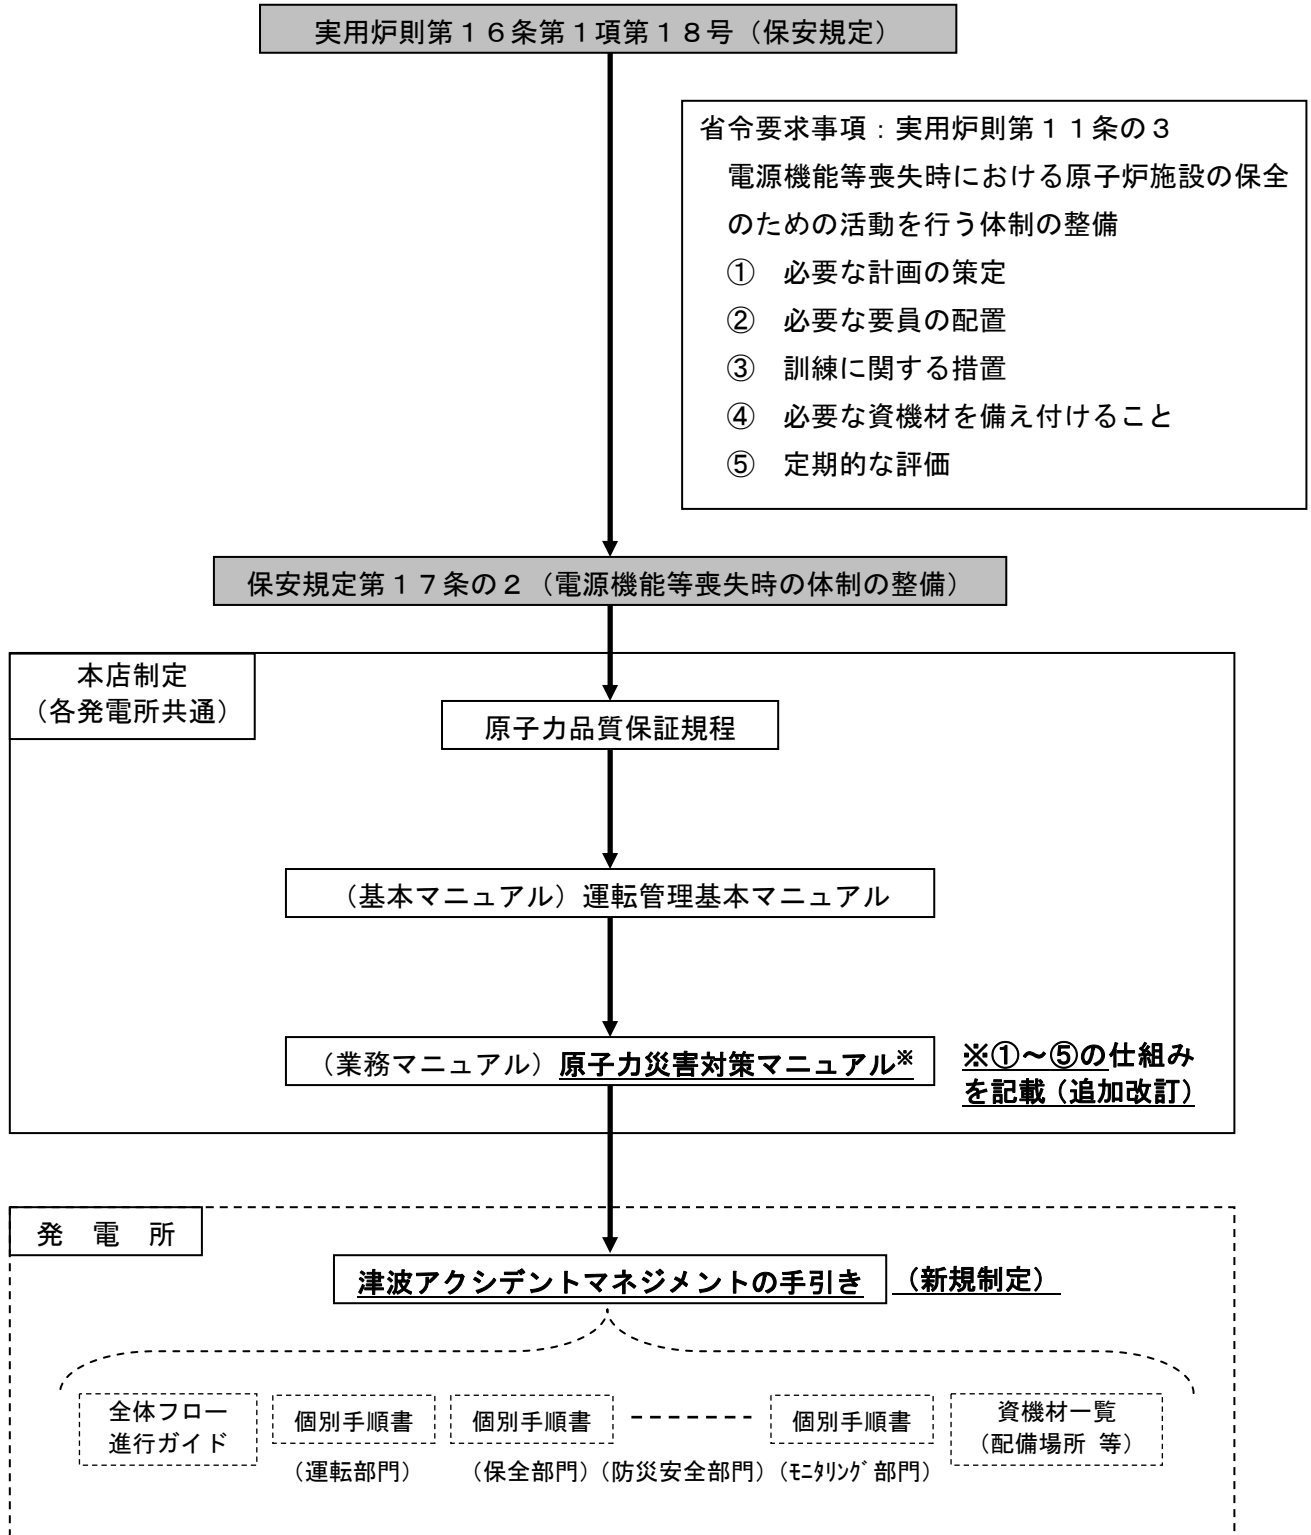 実用炉則第１６条第１項第１８号（保安規定）
省令要求事項：実用炉則第１１条の３
電源機能等喪失時における原子炉施設の保全
のための活動を行う体制の整備
①　必要な計画の策定
②　必要な要員の配置
③　訓練に関する措置
④　必要な資機材を備え付けること
⑤　定期的な評価
保安規定第１７条の２（電源機能等喪失時の体制の整備）
本店制定
（各発電所共通）
原子力品質保証規程
（基本マニュアル）運転管理基本マニュアル
（業務マニュアル）原子力災害対策マニュアル※
※①～⑤の仕組み
を記載（追加改訂）
発　電　所
津波アクシデントマネジメントの手引き　（新規制定）
全体フロー
進行ガイド
個別手順書
（運転部門）
個別手順書
（保全部門）
（防災安全部門）
個別手順書
（ﾓﾆﾀﾘﾝｸﾞ部門）
資機材一覧
（配備場所 等）